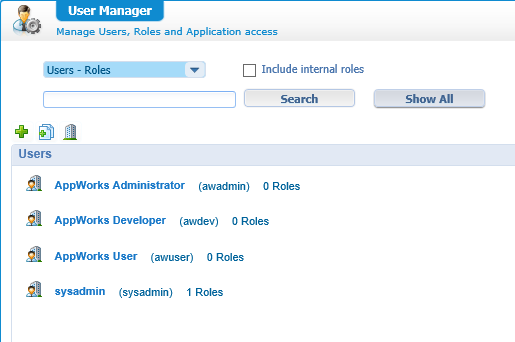 User Manager
Manage Users, Roles and Application access
Users - Roles
Include internal roles
Search
Show All
Users
AppWorks Administrator (awadmin) 0 Roles
AppWorks Developer (awdev) 0 Roles
AppWorks User (awuser) 0 Roles
sysadmin (sysadmin) 1 Roles